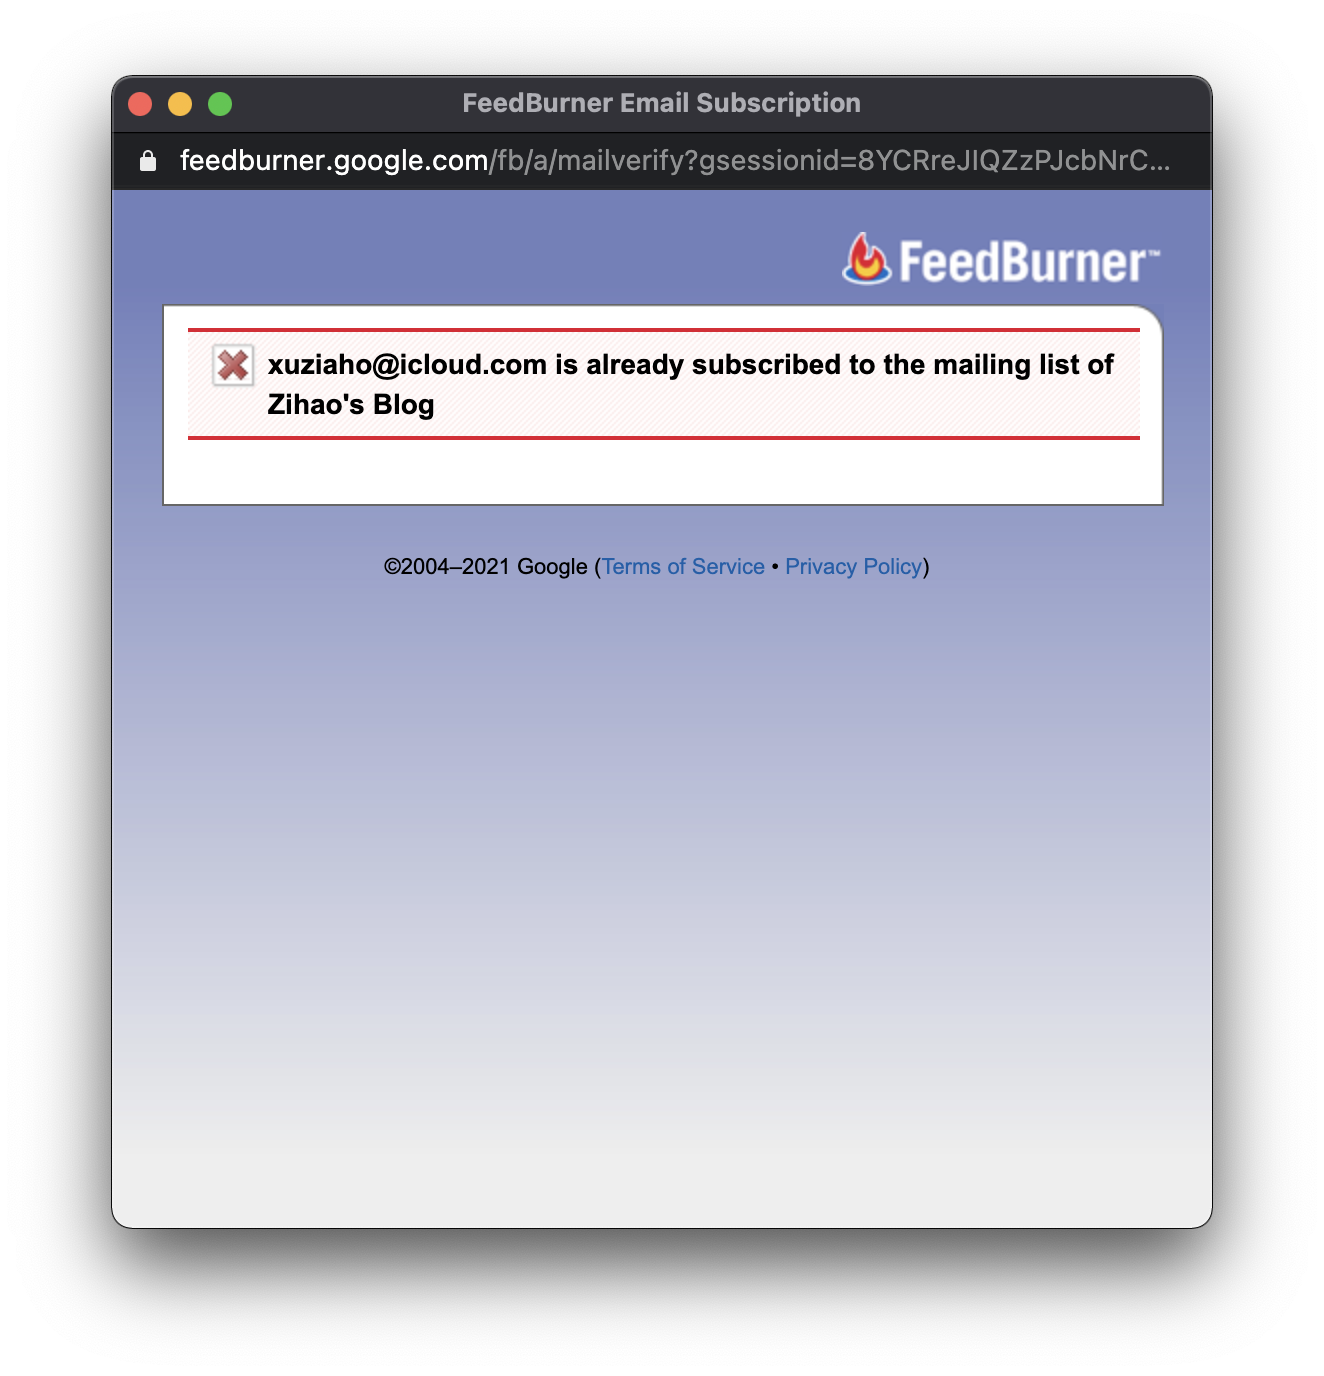 FeedBurner Email Subscription
feedburner.google.com/fb/a/mailverify?gsessionid=8YCRreJIQZzPJcbNrC...
FeedBurner™
xuziaho@icloud.com is already subscribed to the mailing list of
Zihao's Blog
©2004–2021 Google (Terms of Service • Privacy Policy)